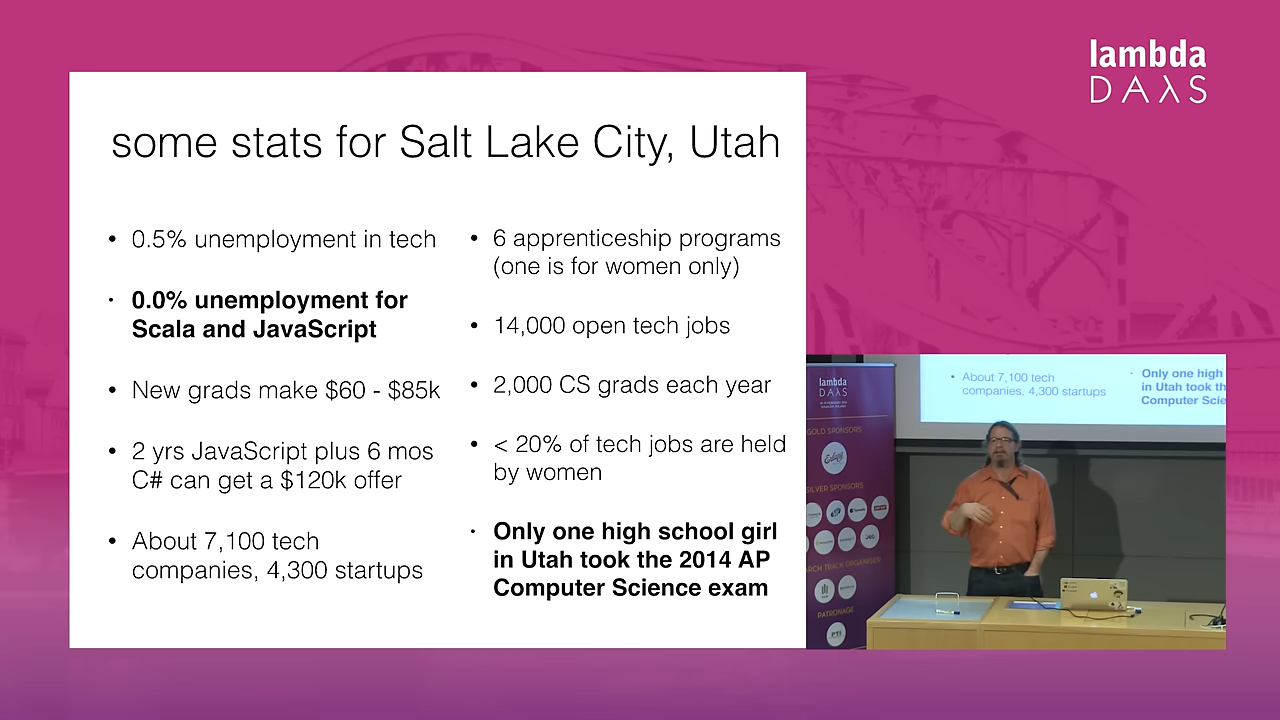 lambda
DAλS
some stats for Salt Lake City, Utah
• 0.5% unemployment in tech
• 0.0% unemployment for
Scala and JavaScript
• New grads make $60 - $85k
• 2 yrs JavaScript plus 6 mos
C# can get a $120k offer
• About 7,100 tech
companies, 4,300 startups
• 6 apprenticeship programs
(one is for women only)
• 14,000 open tech jobs
• 2,000 CS grads each year
• < 20% of tech jobs are held
by women
• Only one high school girl
in Utah took the 2014 AP
Computer Science exam
• About 7,100 tech
companies, 4,300 startups
• Only one high
in Utah took th
Computer Scie
lambda
DAλS
GOLD SPONSORS
SILVER SPONSORS
RCH TRACK ORGANISER
PATRONAGE
PTI